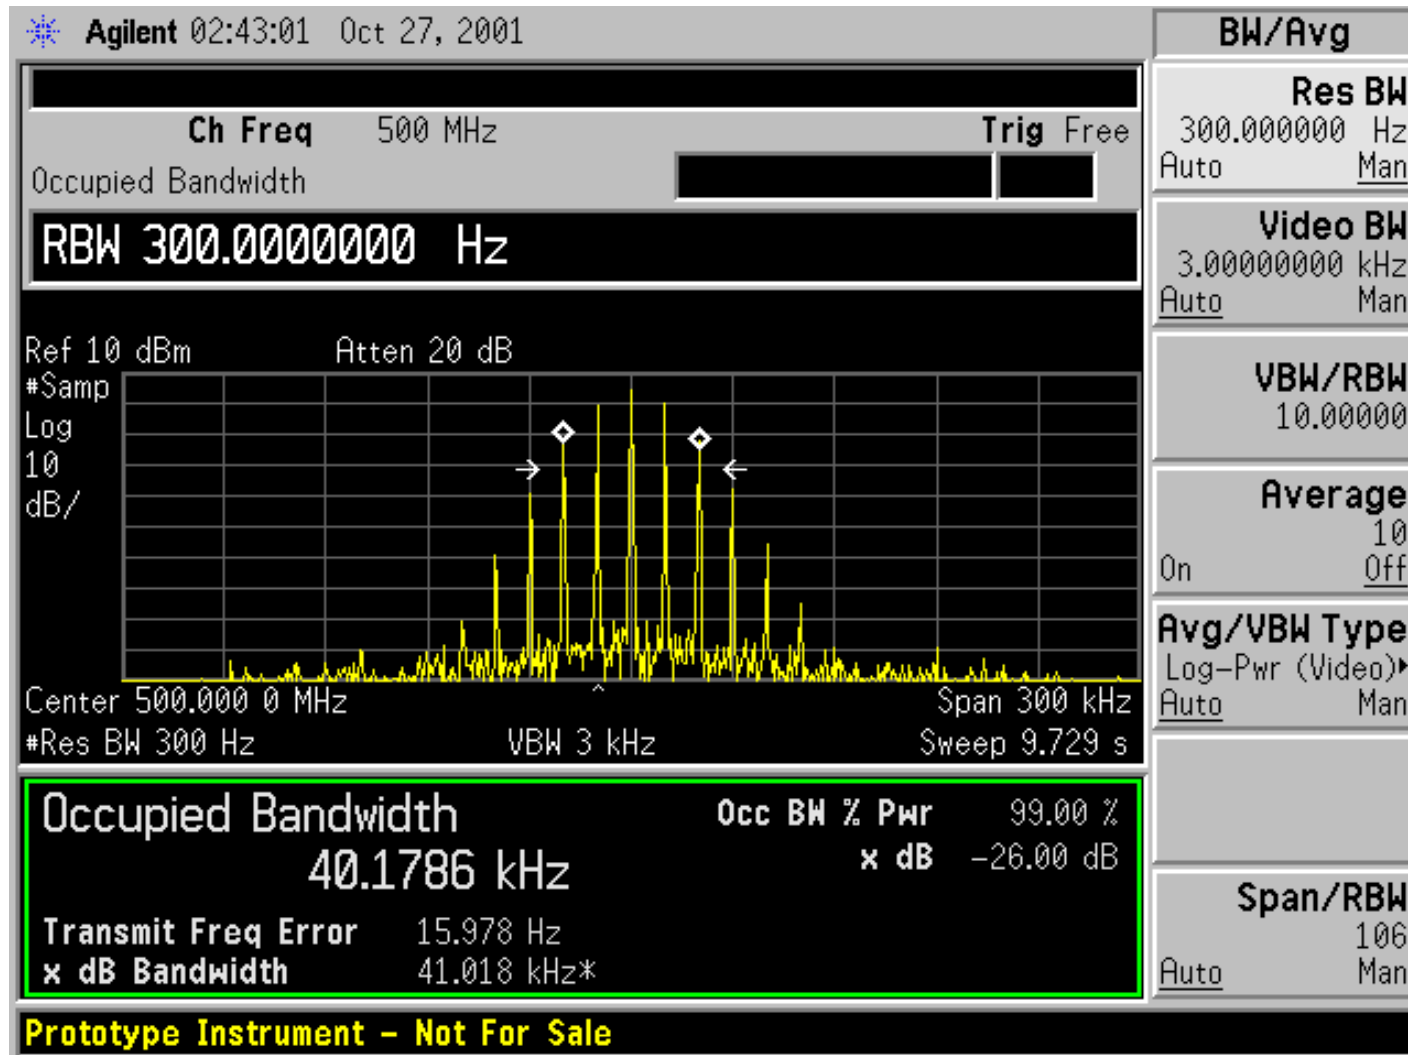 Agilent 02:43:01 Oct 27, 2001
Ch Freq 500 MHz Trig Free
Occupied Bandwidth
RBW 300.0000000 Hz
Ref 10 dBm Atten 20 dB
#Samp
Log
10
dB/
Center 500.000 0 MHz Span 300 kHz
#Res BW 300 Hz VBW 3 kHz Sweep 9.729 s
Occupied Bandwidth Occ BW % Pwr 99.00 %
40.1786 kHz x dB -26.00 dB
Transmit Freq Error 15.978 Hz
x dB Bandwidth 41.018 kHz*
Prototype Instrument - Not For Sale
BW/Avg
Res BW
300.000000 Hz
Auto Man
Video BW
3.00000000 kHz
Auto Man
VBW/RBW
10.00000
Average
10
On Off
Avg/VBW Type
Log-Pwr (Video)
Auto Man
Span/RBW
106
Auto Man